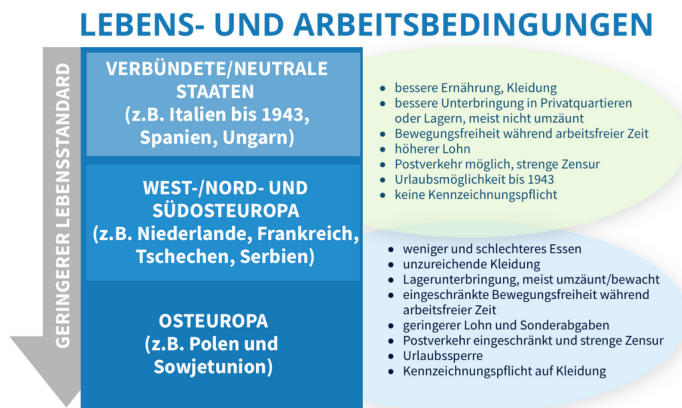 LEBENS- UND ARBEITSBEDINGUNGEN
GERINGERER LEBENSSTANDARD
VERBÜNDETE/NEUTRALE
STAATEN
(z.B. Italien bis 1943,
Spanien, Ungarn)
• bessere Ernährung, Kleidung
• bessere Unterbringung in Privatquartieren
oder Lagern, meist nicht umzäunt
• Bewegungsfreiheit während arbeitsfreier Zeit
• höherer Lohn
• Postverkehr möglich, strenge Zensur
• Urlaubsmöglichkeit bis 1943
• keine Kennzeichnungspflicht
WEST-/NORD- UND
SÜDOSTEUROPA
(z.B. Niederlande, Frankreich,
Tschechen, Serbien)
• weniger und schlechteres Essen
• unzureichende Kleidung
• Lagerunterbringung, meist umzäunt/bewacht
• eingeschränkte Bewegungsfreiheit während
arbeitsfreier Zeit
• geringerer Lohn und Sonderabgaben
• Postverkehr eingeschränkt und strenge Zensur
• Urlaubssperre
• Kennzeichnungspflicht auf Kleidung
OSTEUROPA
(z.B. Polen und
Sowjetunion)